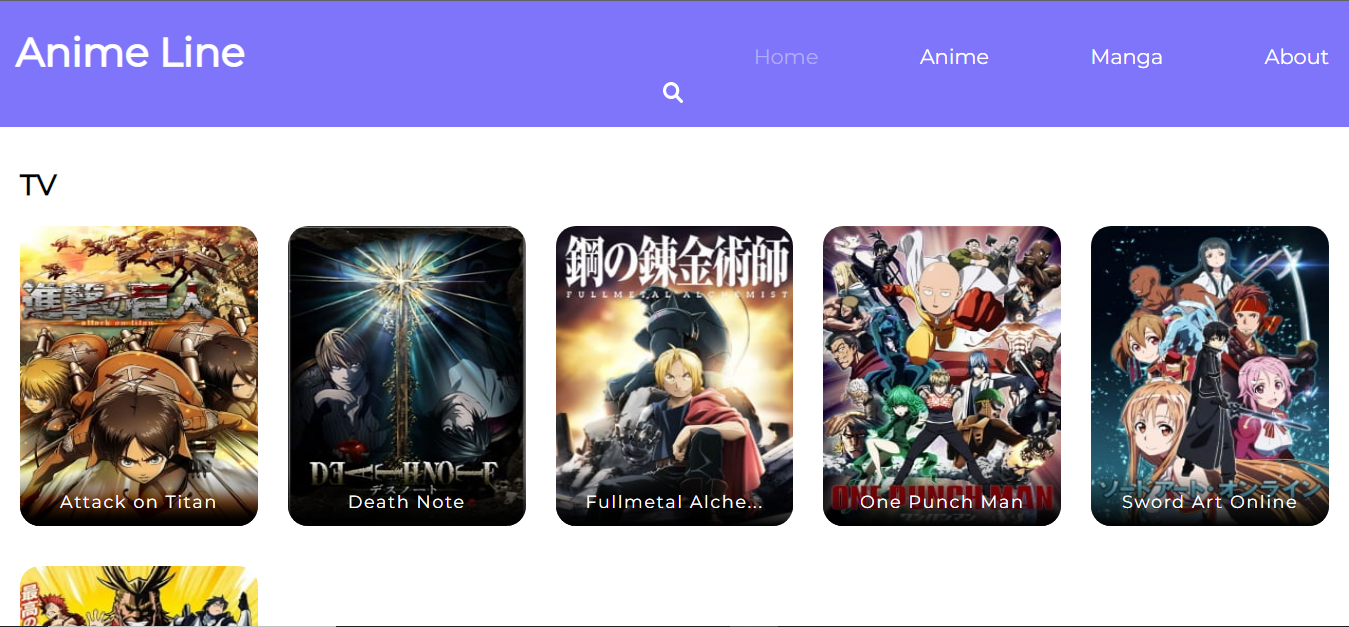 Anime Line
Home
Anime
Manga
About
TV
進撃の巨人
attack on titan
Attack on Titan
DEATH NOTE
デスノート
Death Note
鋼の錬金術師
FULLMETAL ALCHEMIST
Fullmetal Alche...
ONE PUNCH MAN
One Punch Man
ソードアート・オンライン
Sword Art Online
最高の